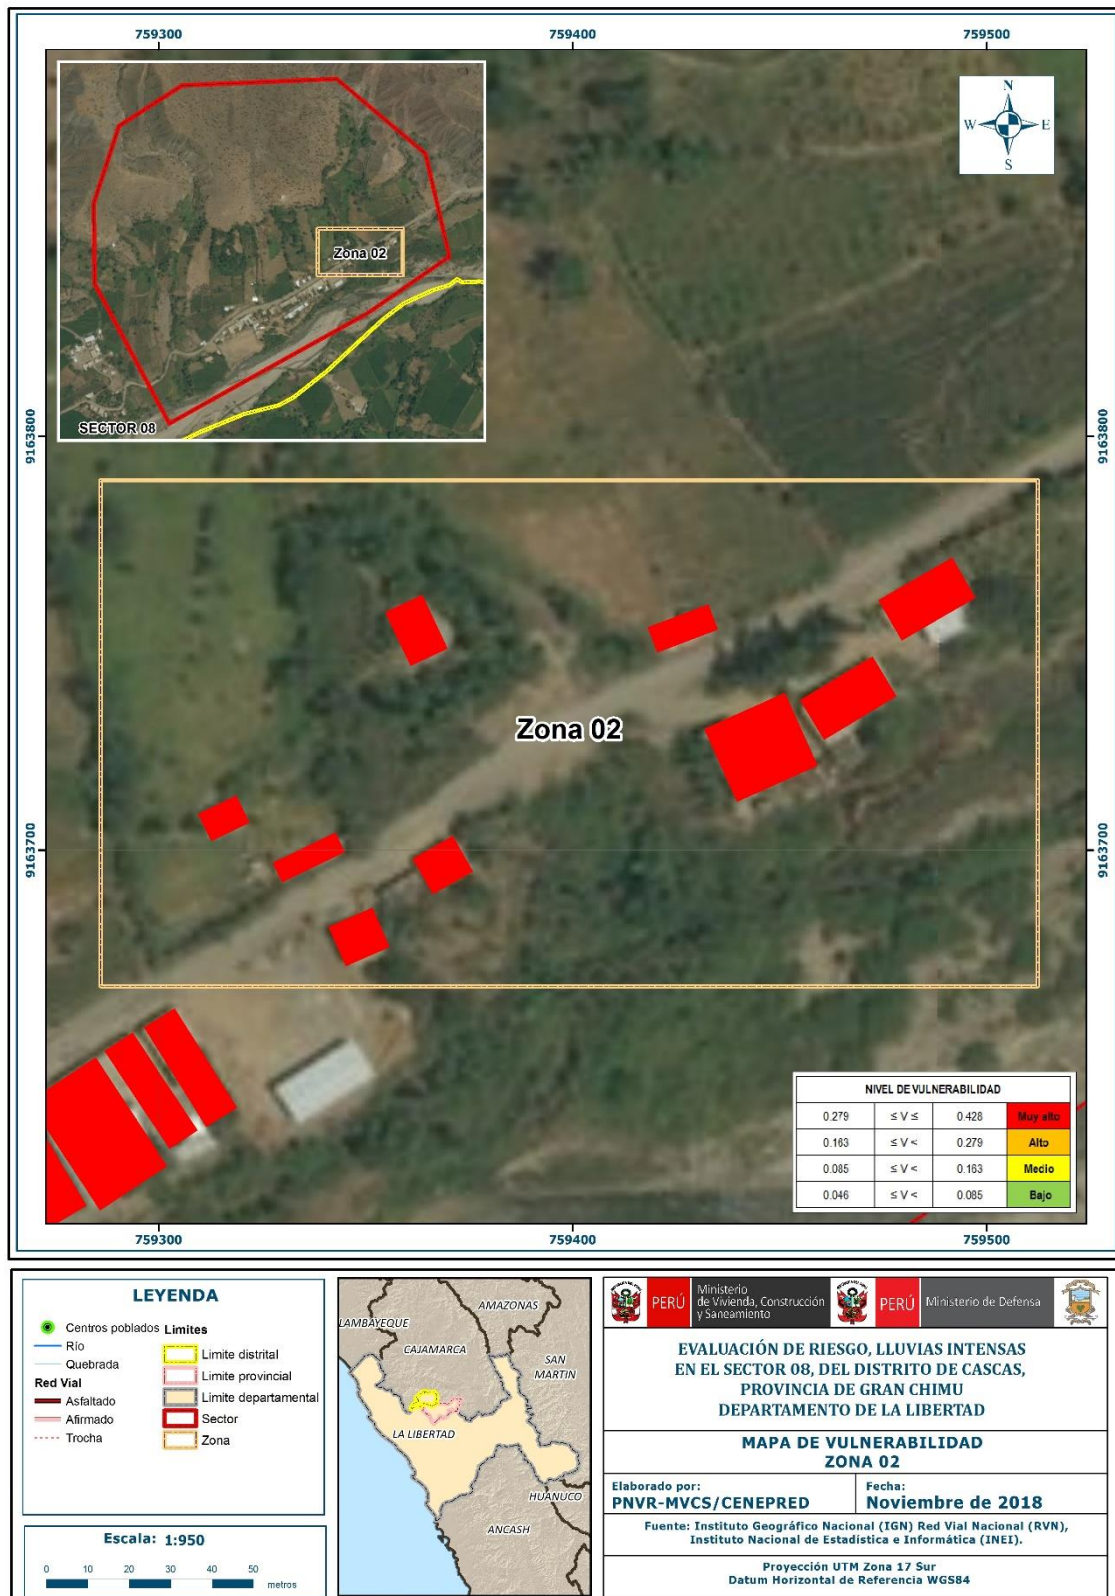 759300
759400
759500
N
W
E
S
Zona 02
SECTOR 08
9163800
9163800
Zona 02
9163700
9163700
NIVEL DE VULNERABILIDAD
0.279 ≤ V ≤ 0.428 Muy alto
0.163 ≤ V < 0.279 Alto
0.085 ≤ V < 0.163 Medio
0.046 ≤ V < 0.085 Bajo
759300
759400
759500
LEYENDA
Centros poblados
Río
Quebrada
Red Vial
Asfaltado
Afirmado
Trocha
Limites
Limite distrital
Limite provincial
Limite departamental
Sector
Zona
Escala: 1:950
0 10 20 30 40 50
metros
AMAZONAS
LAMBAYEQUE
CAJAMARCA
SAN
MARTIN
LA LIBERTAD
HUANUCO
ANCASH
PERÚ
Ministerio
de Vivienda, Construcción
y Saneamiento
PERÚ
Ministerio de Defensa
EVALUACIÓN DE RIESGO, LLUVIAS INTENSAS
EN EL SECTOR 08, DEL DISTRITO DE CASCAS,
PROVINCIA DE GRAN CHIMU
DEPARTAMENTO DE LA LIBERTAD
MAPA DE VULNERABILIDAD
ZONA 02
Elaborado por:
PNVR-MVCS/CENEPRED
Fecha:
Noviembre de 2018
Fuente: Instituto Geográfico Nacional (IGN) Red Vial Nacional (RVN),
Instituto Nacional de Estadística e Informática (INEI).
Proyección UTM Zona 17 Sur
Datum Horizontal de Referencia WGS84